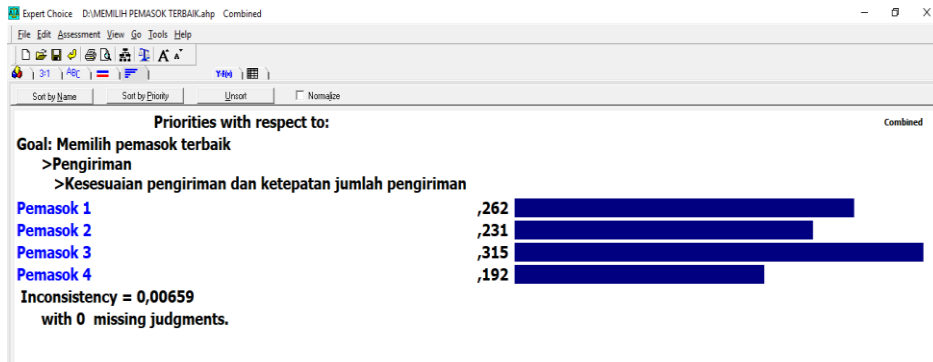 Expert Choice D:\MEMILIH PEMASOK TERBAIK.ahp Combined
File Edit Assessment View Go Tools Help
3:1 ABC Y=f(x)
Sort by Name Sort by Priority Unsort Normalize
Priorities with respect to: Combined
Goal: Memilih pemasok terbaik
>Pengiriman
>Kesesuaian pengiriman dan ketepatan jumlah pengiriman
Pemasok 1 ,262
Pemasok 2 ,231
Pemasok 3 ,315
Pemasok 4 ,192
Inconsistency = 0,00659
with 0 missing judgments.